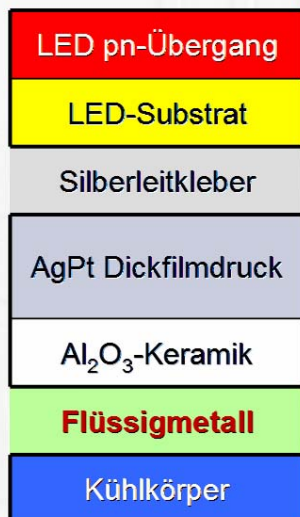 LED pn-Übergang
LED-Substrat
Silberleitkleber
AgPt Dickfilmdruck
Al₂O₃-Keramik
Flüssigmetall
Kühlkörper